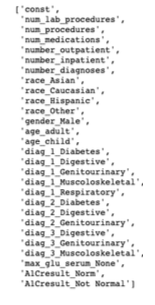 ['const',
'num_lab_procedures',
'num_procedures',
'num_medications',
'number_outpatient',
'number_inpatient',
'number_diagnoses',
'race_Asian',
'race_Caucasian',
'race_Hispanic',
'race_Other',
'gender_Male',
'age_adult',
'age_child',
'diag_1_Diabetes',
'diag_1_Digestive',
'diag_1_Genitourinary',
'diag_1_Muscoloskeletal',
'diag_1_Respiratory',
'diag_2_Diabetes',
'diag_2_Digestive',
'diag_2_Genitourinary',
'diag_3_Digestive',
'diag_3_Genitourinary',
'diag_3_Muscoloskeletal',
'max_glu_serum_None',
'A1Cresult_Norm',
'A1Cresult_Not Normal']